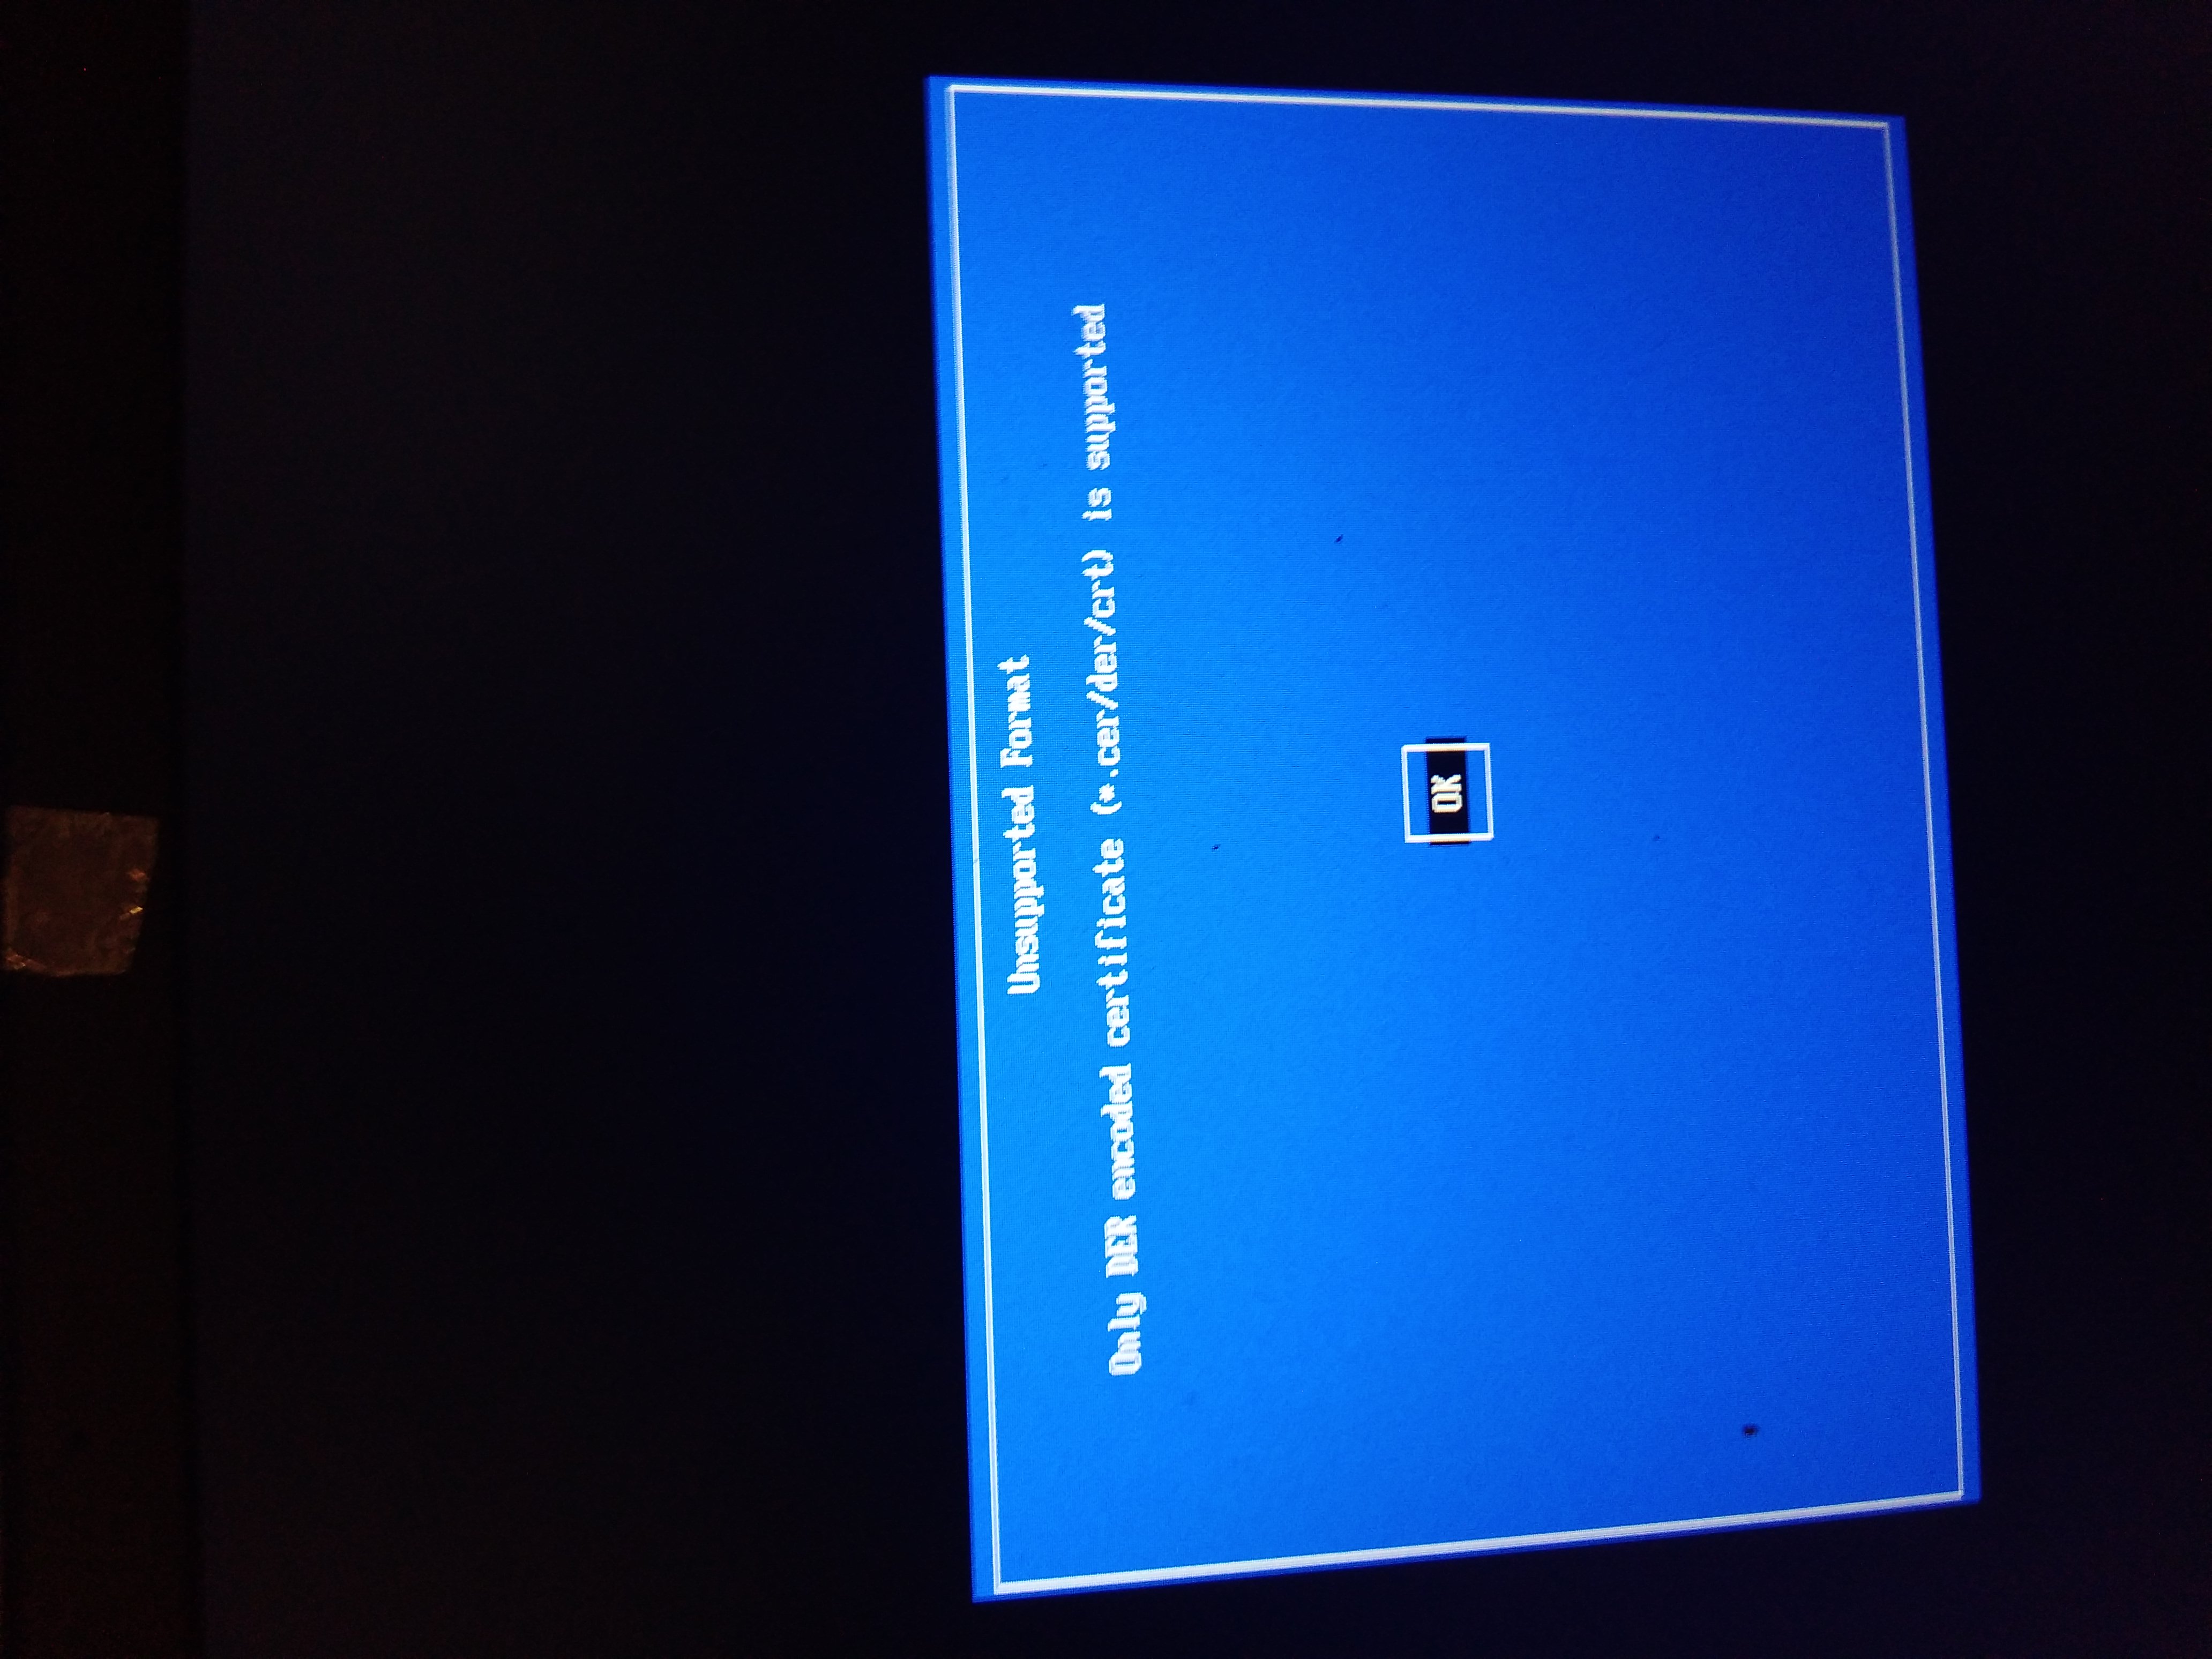 Unsupported Format
Only DER encoded certificate (*.cer/der/crt) is supported
OK